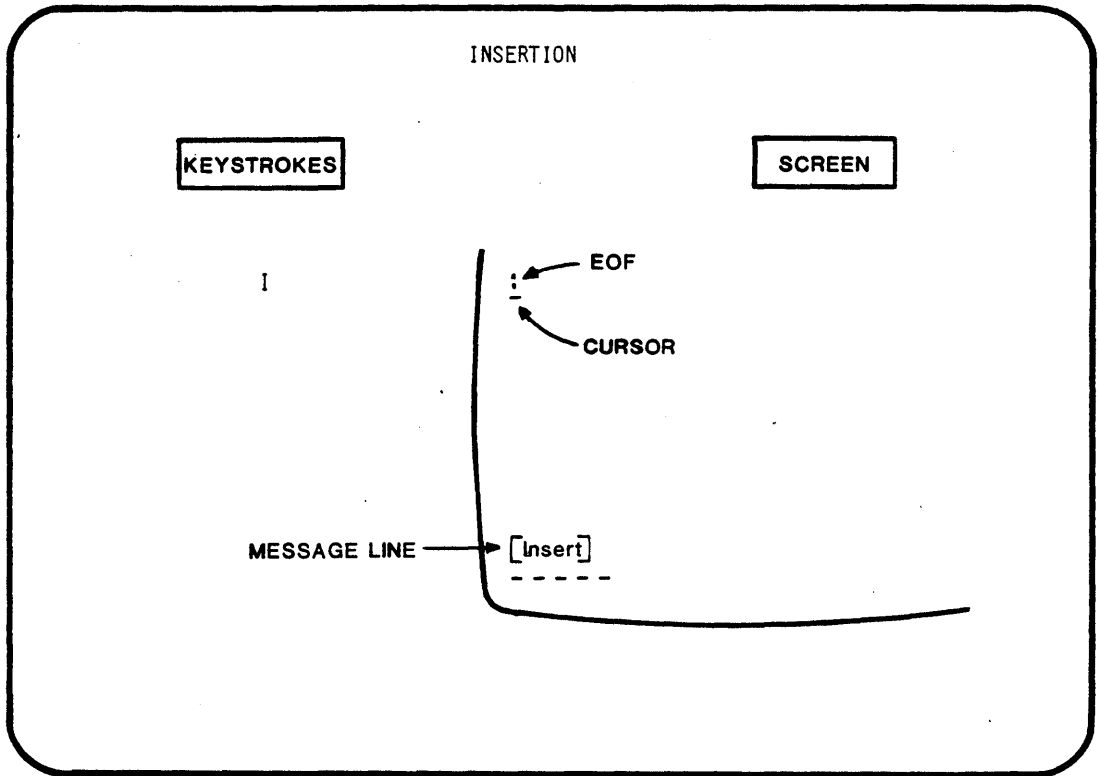 INSERTION
KEYSTROKES
SCREEN
I
EOF
CURSOR
MESSAGE LINE
[Insert]
- - - - -